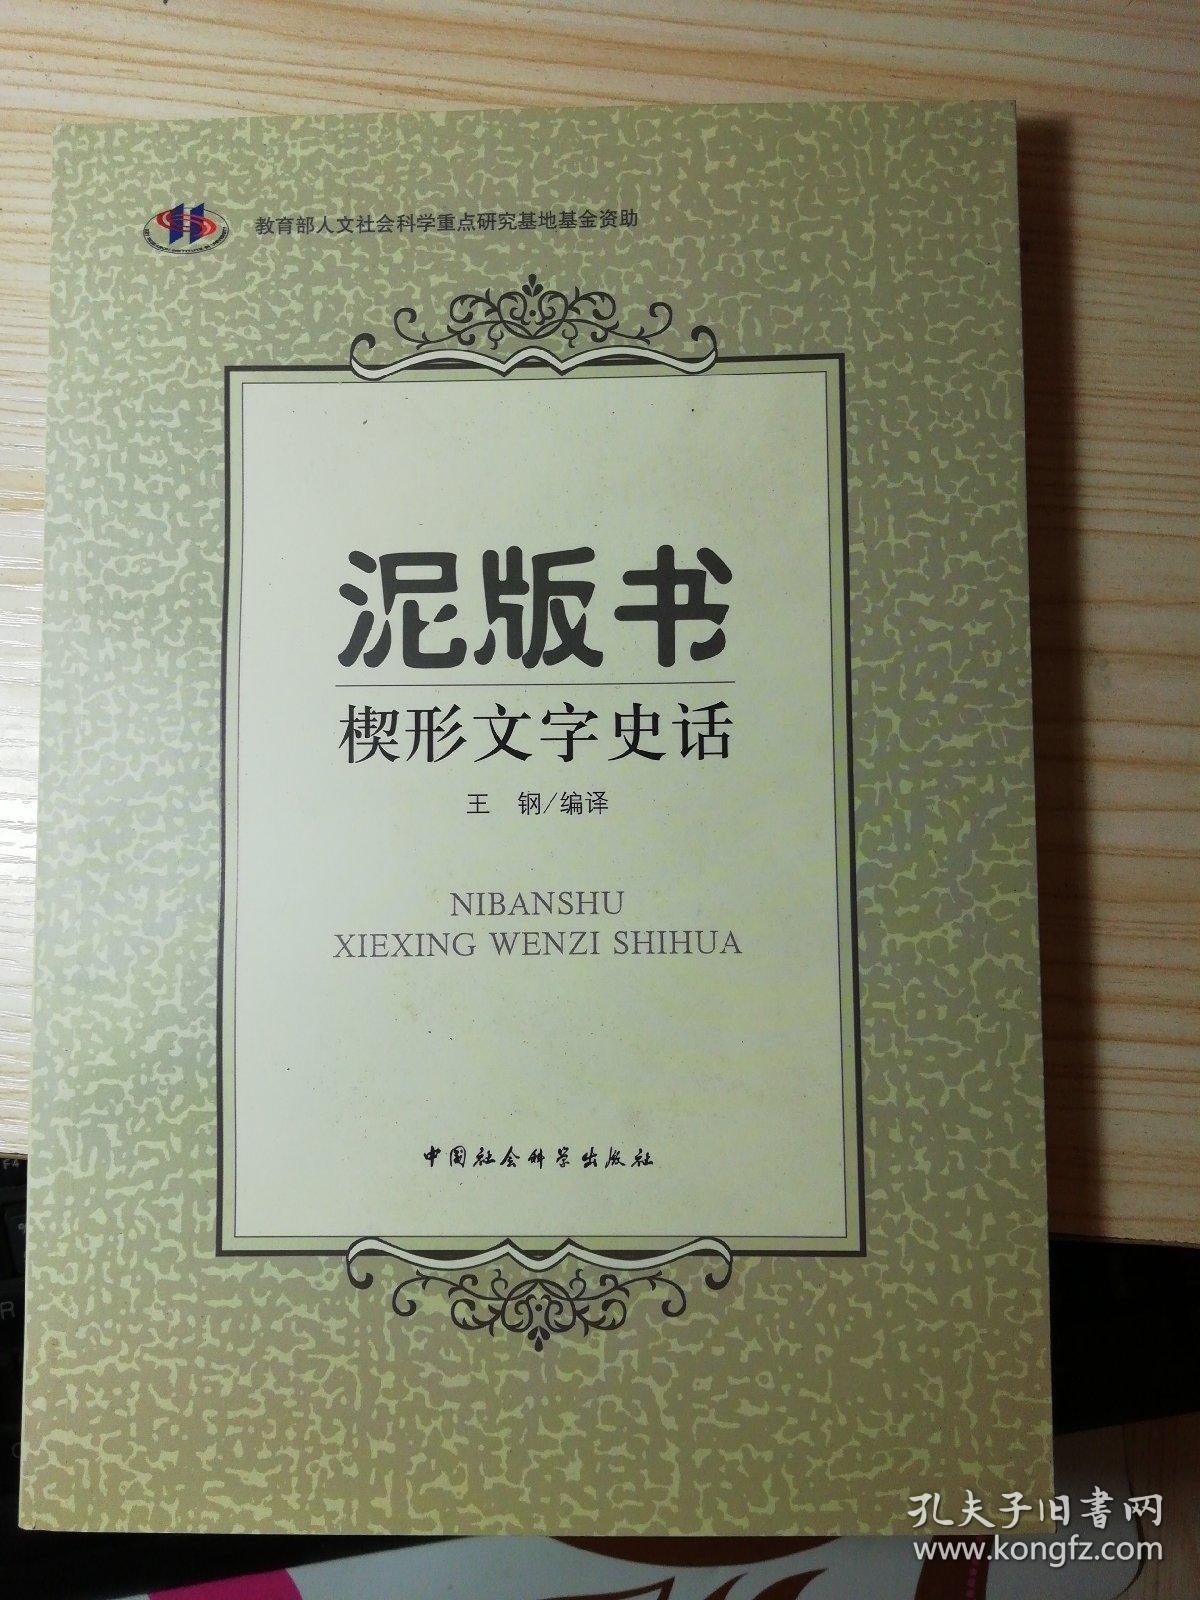 教育部人文社会科学重点研究基地基金资助
泥版书
楔形文字史话
王 钢/编译
NIBANSHU
XIEXING WENZI SHIHUA
中国社会科学出版社
F4
R
孔夫子旧书网
www.kongfz.com